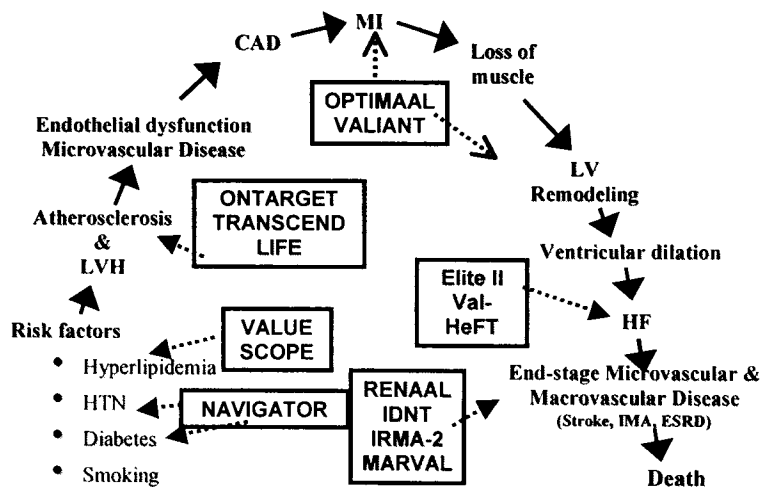 MI
CAD
Loss of
muscle
OPTIMAAL
VALIANT
Endothelial dysfunction
Microvascular Disease
LV
Remodeling
ONTARGET
TRANSCEND
LIFE
Atherosclerosis
&
LVH
Ventricular dilation
Elite II
Val-
HeFT
HF
Risk factors
VALUE
SCOPE
• Hyperlipidemia
• HTN
• Diabetes
• Smoking
NAVIGATOR
RENAAL
IDNT
IRMA-2
MARVAL
End-stage Microvascular &
Macrovascular Disease
(Stroke, IMA, ESRD)
Death